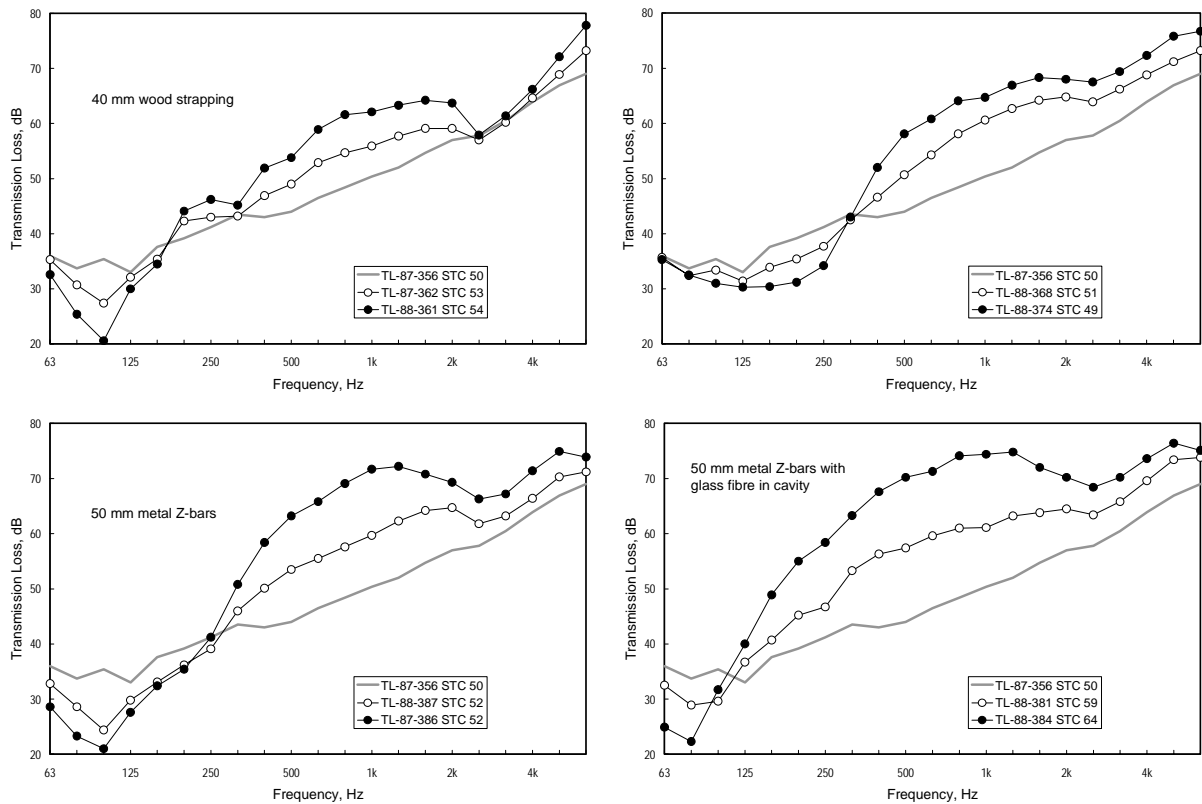 80
70
60
50
40
30
20
Transmission Loss, dB
40 mm wood strapping
TL-87-356 STC 50
TL-87-362 STC 53
TL-88-361 STC 54
63 125 250 500 1k 2k 4k
Frequency, Hz
80
70
60
50
40
30
20
Transmission Loss, dB
TL-87-356 STC 50
TL-88-368 STC 51
TL-88-374 STC 49
63 125 250 500 1k 2k 4k
Frequency, Hz
80
70
60
50
40
30
20
Transmission Loss, dB
50 mm metal Z-bars
TL-87-356 STC 50
TL-88-387 STC 52
TL-87-386 STC 52
63 125 250 500 1k 2k 4k
Frequency, Hz
80
70
60
50
40
30
20
Transmission Loss, dB
50 mm metal Z-bars with
glass fibre in cavity
TL-87-356 STC 50
TL-88-381 STC 59
TL-88-384 STC 64
63 125 250 500 1k 2k 4k
Frequency, Hz